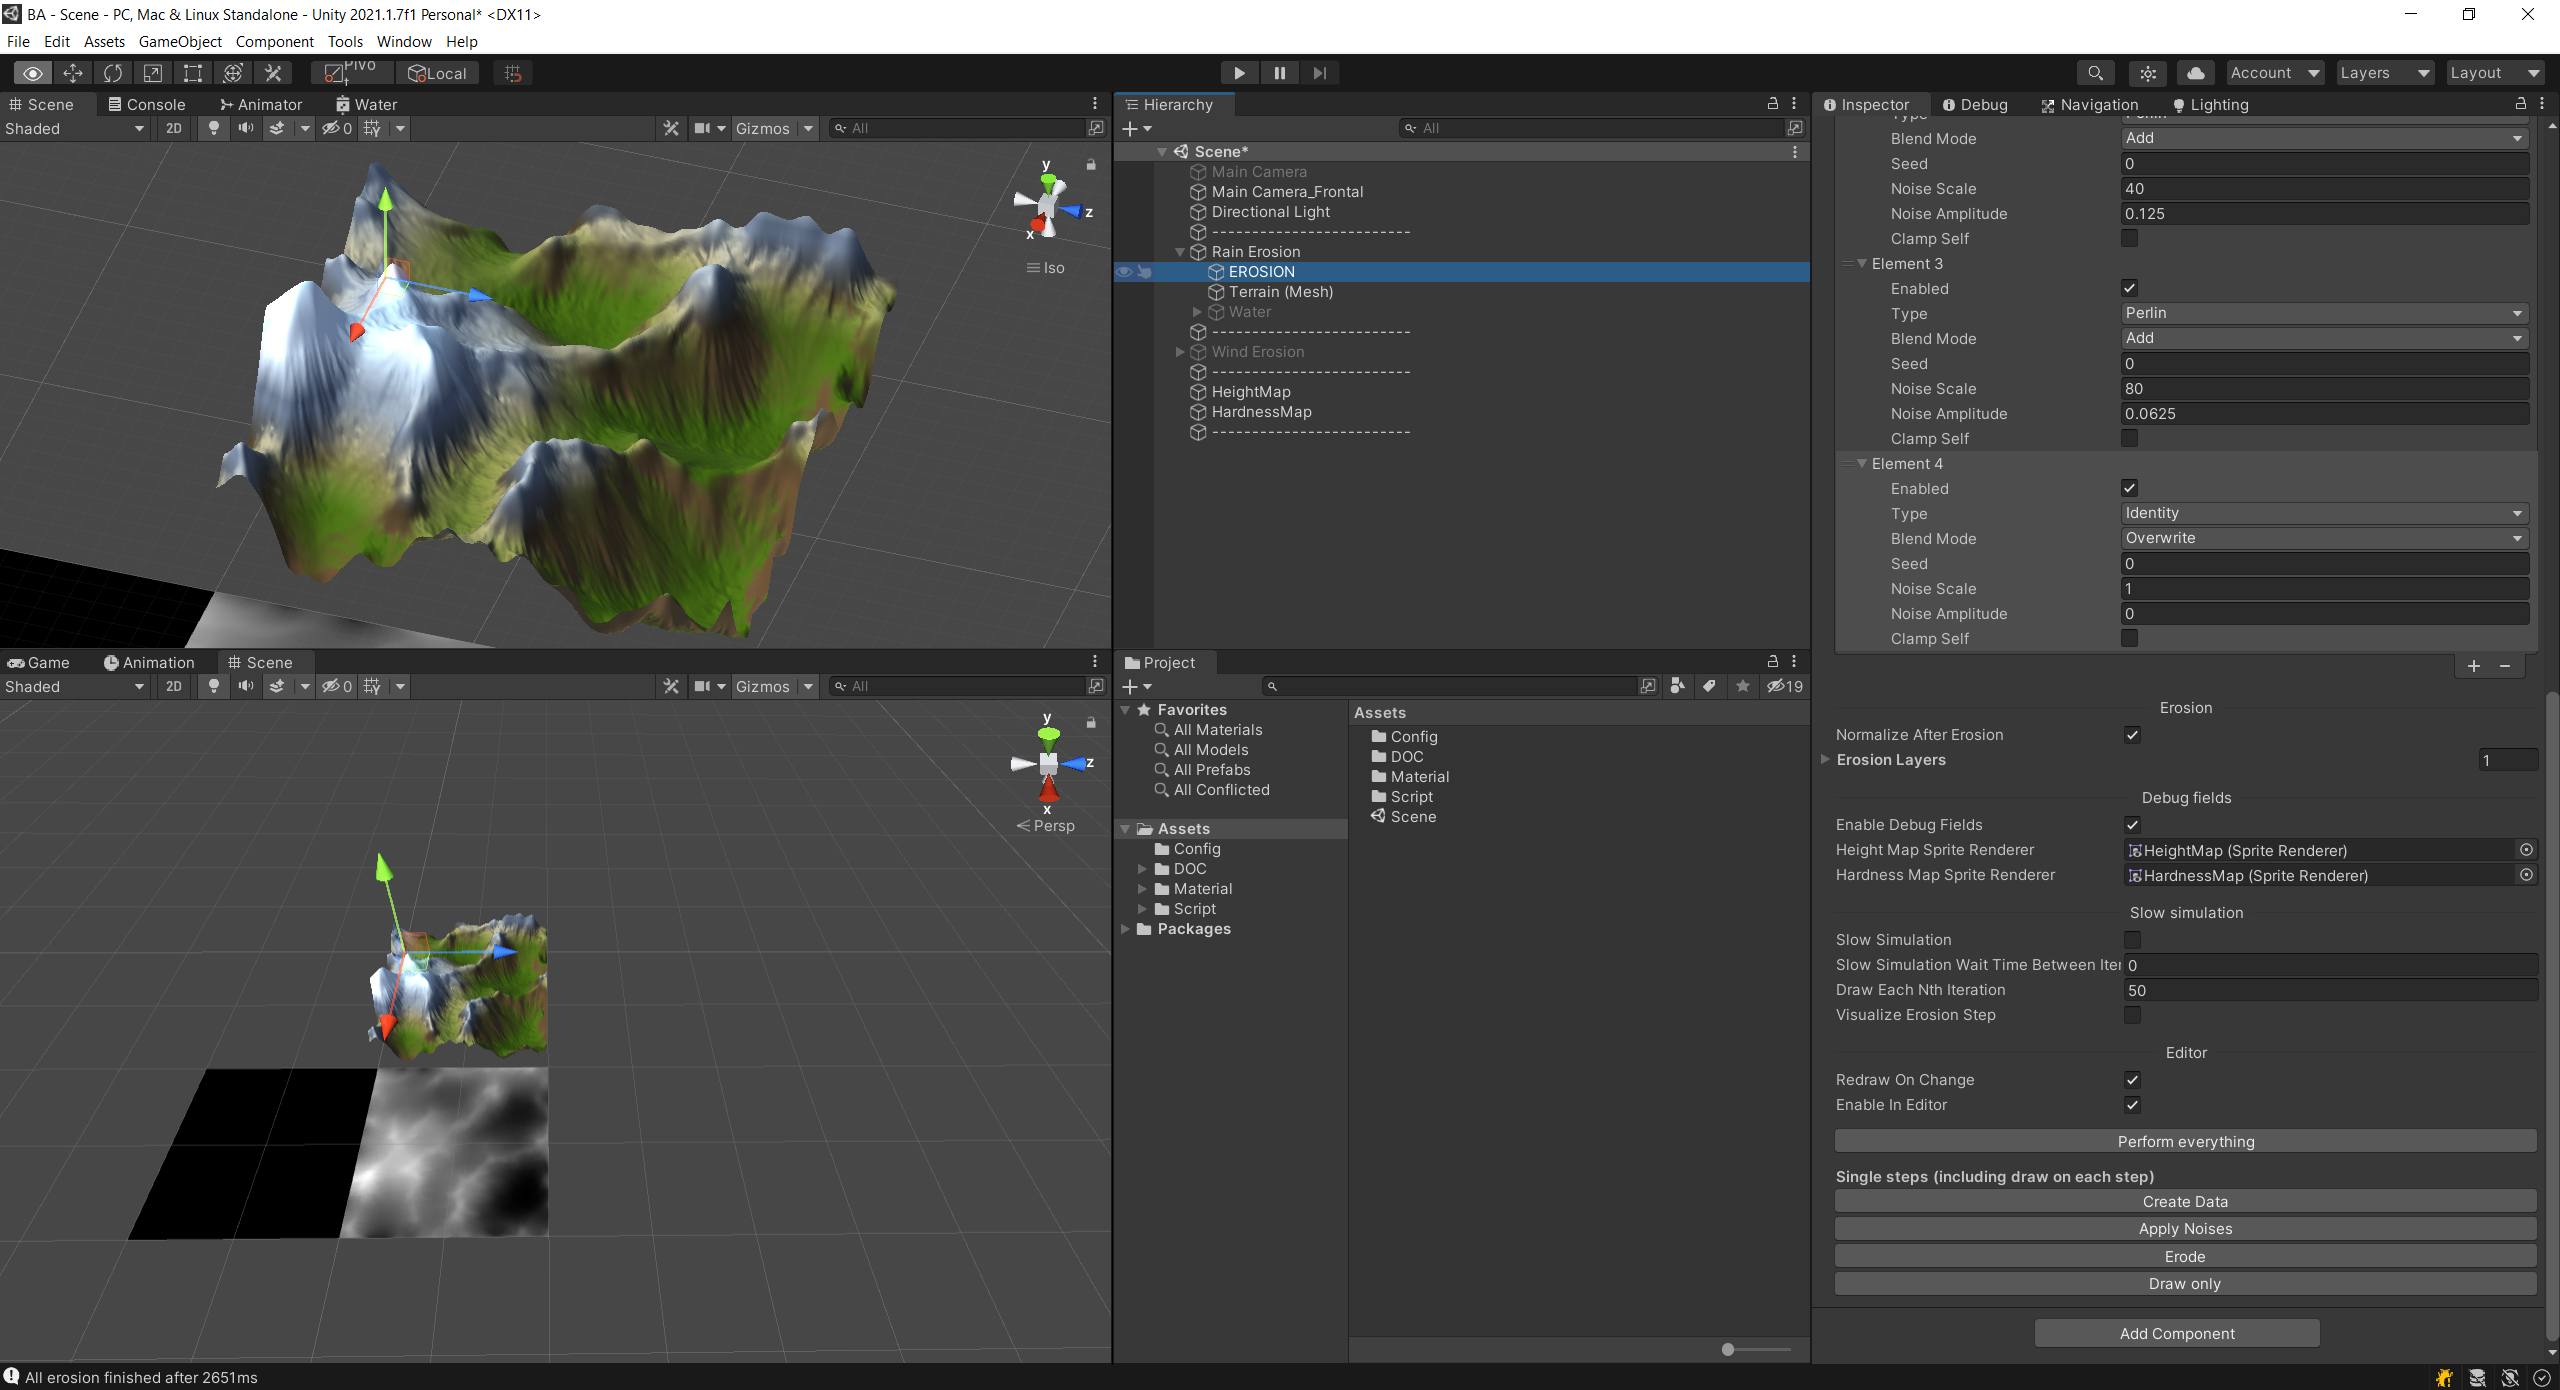 BA - Scene - PC, Mac & Linux Standalone - Unity 2021.1.7f1 Personal* <DX11>
File Edit Assets GameObject Component Tools Window Help
Local
Account Layers Layout
Scene Console Animator Water
Shaded 2D 0 Gizmos All
y
z
x
Iso
Game Animation Scene
Shaded 2D 0 Gizmos All
y
z
x
Persp
Hierarchy
All
Scene*
Main Camera
Main Camera_Frontal
Directional Light
-------------------------
Rain Erosion
EROSION
Terrain (Mesh)
Water
-------------------------
Wind Erosion
-------------------------
HeightMap
HardnessMap
-------------------------
Project
19
Favorites
All Materials
All Models
All Prefabs
All Conflicted
Assets
Config
DOC
Material
Script
Packages
Assets
Config
DOC
Material
Script
Scene
Inspector Debug Navigation Lighting
Blend Mode Add
Seed 0
Noise Scale 40
Noise Amplitude 0.125
Clamp Self
Element 3
Enabled
Type Perlin
Blend Mode Add
Seed 0
Noise Scale 80
Noise Amplitude 0.0625
Clamp Self
Element 4
Enabled
Type Identity
Blend Mode Overwrite
Seed 0
Noise Scale 1
Noise Amplitude 0
Clamp Self
Erosion
Normalize After Erosion
Erosion Layers 1
Debug fields
Enable Debug Fields
Height Map Sprite Renderer HeightMap (Sprite Renderer)
Hardness Map Sprite Renderer HardnessMap (Sprite Renderer)
Slow simulation
Slow Simulation
Slow Simulation Wait Time Between Iter 0
Draw Each Nth Iteration 50
Visualize Erosion Step
Editor
Redraw On Change
Enable In Editor
Perform everything
Single steps (including draw on each step)
Create Data
Apply Noises
Erode
Draw only
Add Component
All erosion finished after 2651ms